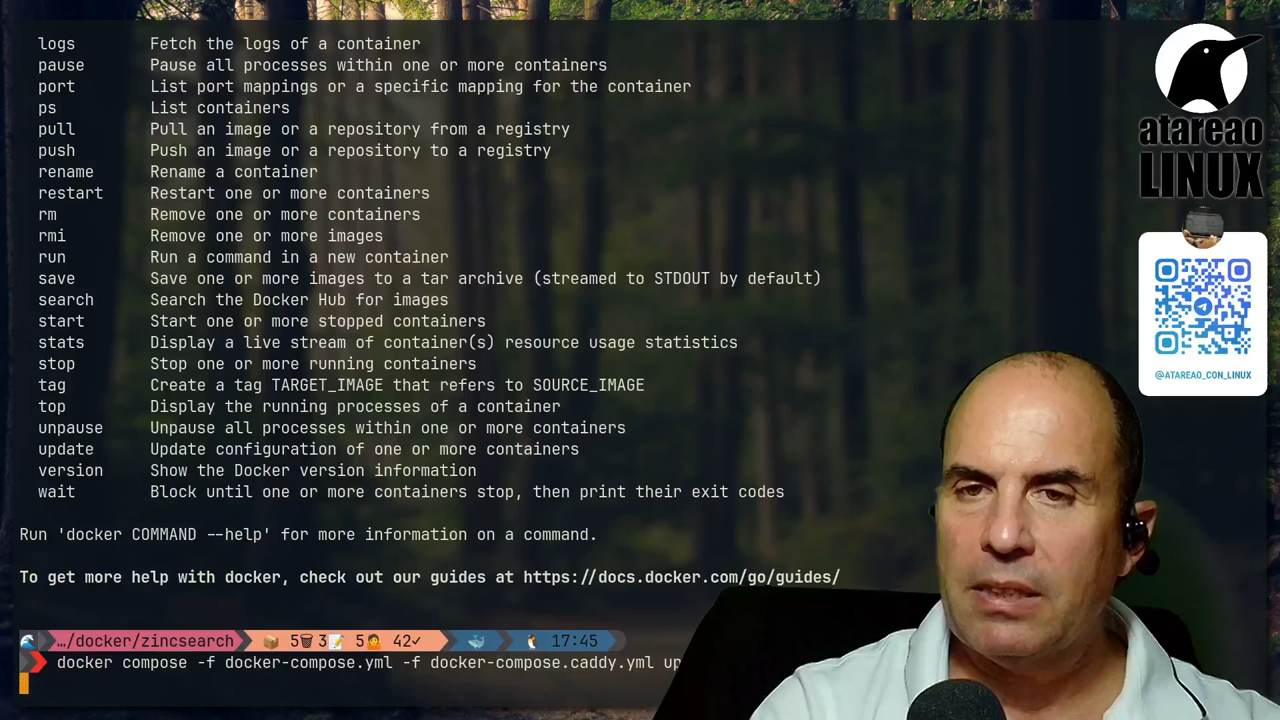 logs Fetch the logs of a container
pause Pause all processes within one or more containers
port List port mappings or a specific mapping for the container
ps List containers
pull Pull an image or a repository from a registry
push Push an image or a repository to a registry
rename Rename a container
restart Restart one or more containers
rm Remove one or more containers
rmi Remove one or more images
run Run a command in a new container
save Save one or more images to a tar archive (streamed to STDOUT by default)
search Search the Docker Hub for images
start Start one or more stopped containers
stats Display a live stream of container(s) resource usage statistics
stop Stop one or more running containers
tag Create a tag TARGET_IMAGE that refers to SOURCE_IMAGE
top Display the running processes of a container
unpause Unpause all processes within one or more containers
update Update configuration of one or more containers
version Show the Docker version information
wait Block until one or more containers stop, then print their exit codes
Run 'docker COMMAND --help' for more information on a command.
To get more help with docker, check out our guides at https://docs.docker.com/go/guides/
…/docker/zincsearch 📦 5🗑 3📝 5🤷 42✓ 🐳 🐧 17:45
docker compose -f docker-compose.yml -f docker-compose.caddy.yml up
atareao
LINUX
@ATAREAO_CON_LINUX